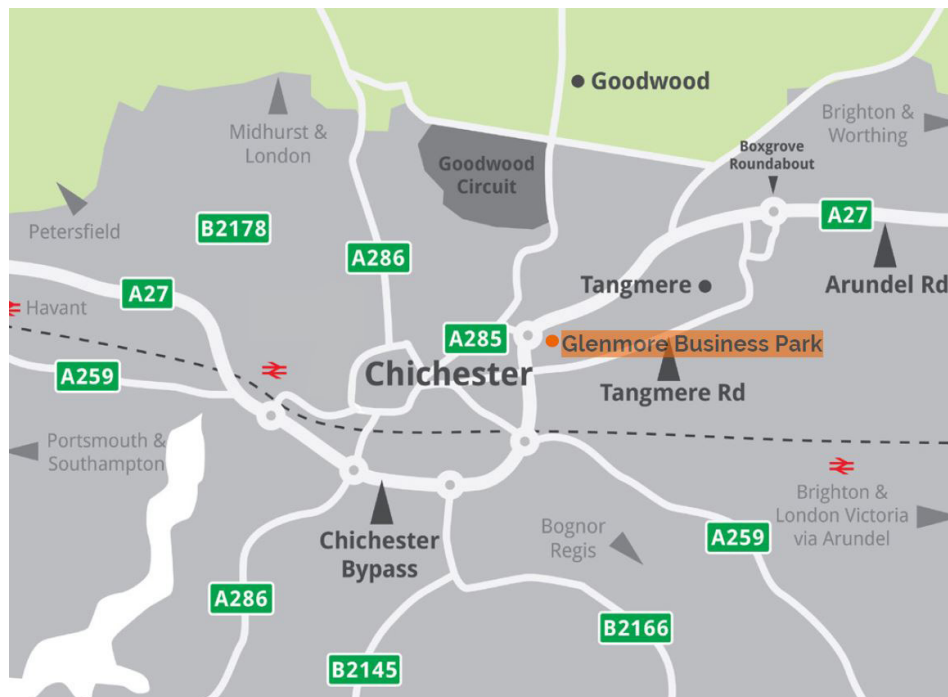 Goodwood
Midhurst &
London
Brighton &
Worthing
Boxgrove
Roundabout
Goodwood
Circuit
Petersfield
B2178
A286
A27
Arundel Rd
A27
Havant
Tangmere
A285
Glenmore Business Park
Chichester
A259
Tangmere Rd
Portsmouth &
Southampton
Chichester
Bypass
Bognor
Regis
Brighton &
London Victoria
via Arundel
A259
A286
B2166
B2145